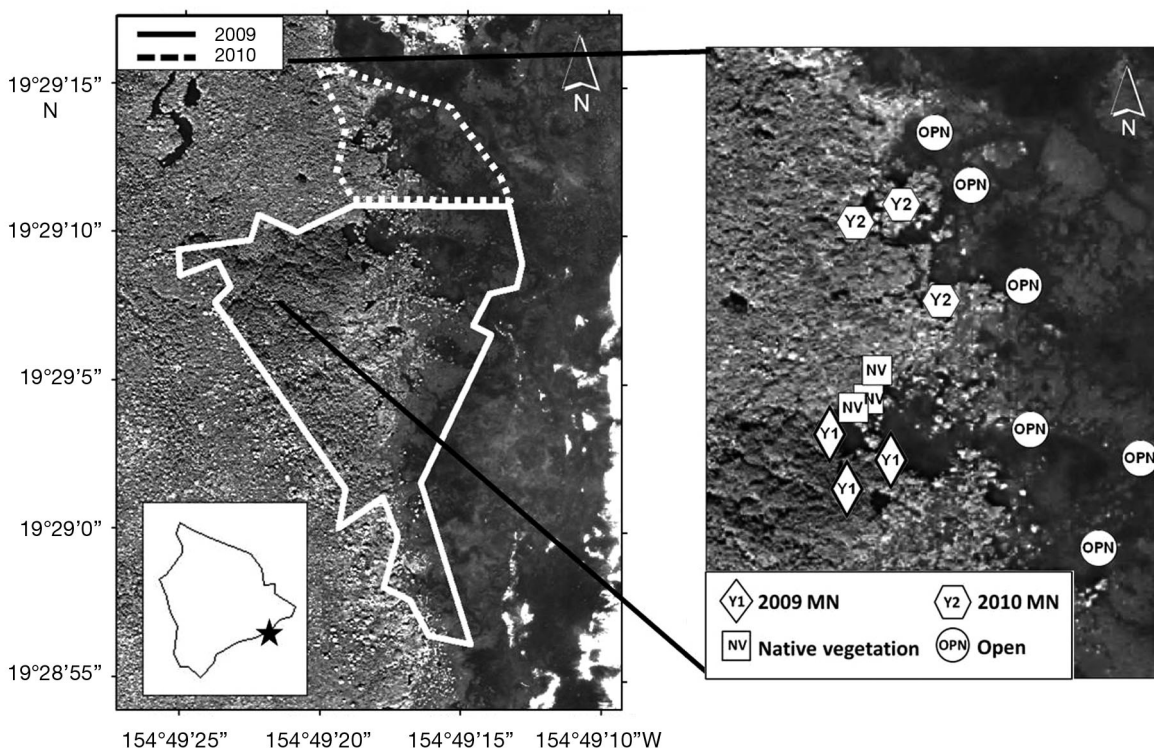 2009
2010
N
19°29’15”
N
19°29’10”
19°29’5”
19°29’0”
19°28’55”
154°49’25”
154°49’20”
154°49’15”
154°49’10”W
N
OPN
OPN
Y2
Y2
OPN
Y2
NV
NV
NV
Y1
Y1
Y1
OPN
OPN
OPN
Y1 2009 MN
Y2 2010 MN
NV Native vegetation
OPN Open